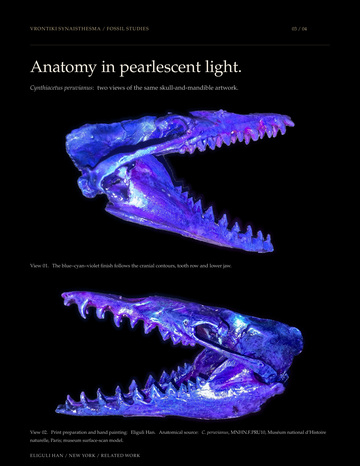 VRONTIKI SYNAISTHESMA / FOSSIL STUDIES
05 / 06
Anatomy in pearlescent light.
Cynthiacetus peruvianus: two views of the same skull-and-mandible artwork.
View 01. The blue-cyan-violet finish follows the cranial contours, tooth row and lower jaw.
View 02. Print preparation and hand painting: Eliguli Han. Anatomical source: C. peruvianus, MNHN.F.PRU10, Muséum national d'Histoire
naturelle, Paris; museum surface-scan model.
ELIGULI HAN / NEW YORK / RELATED WORK